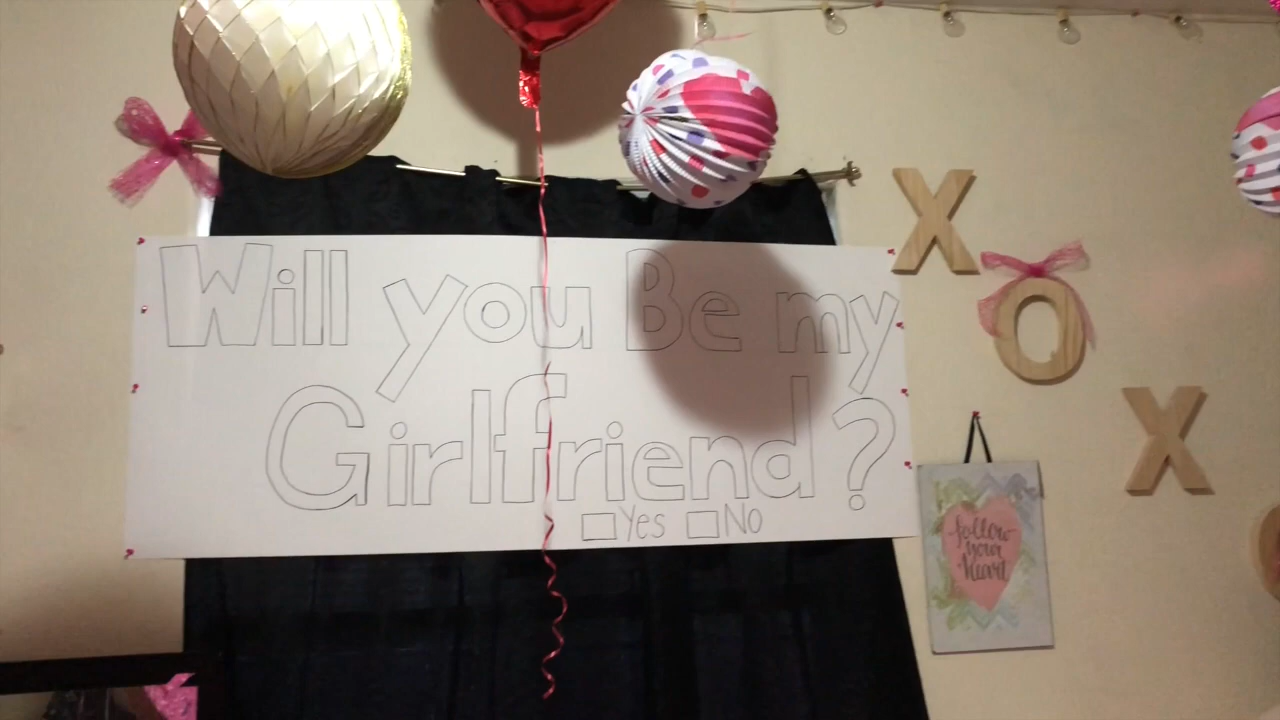 Will you Be my
Girlfriend?
Yes No
X
O
X
follow
your
heart